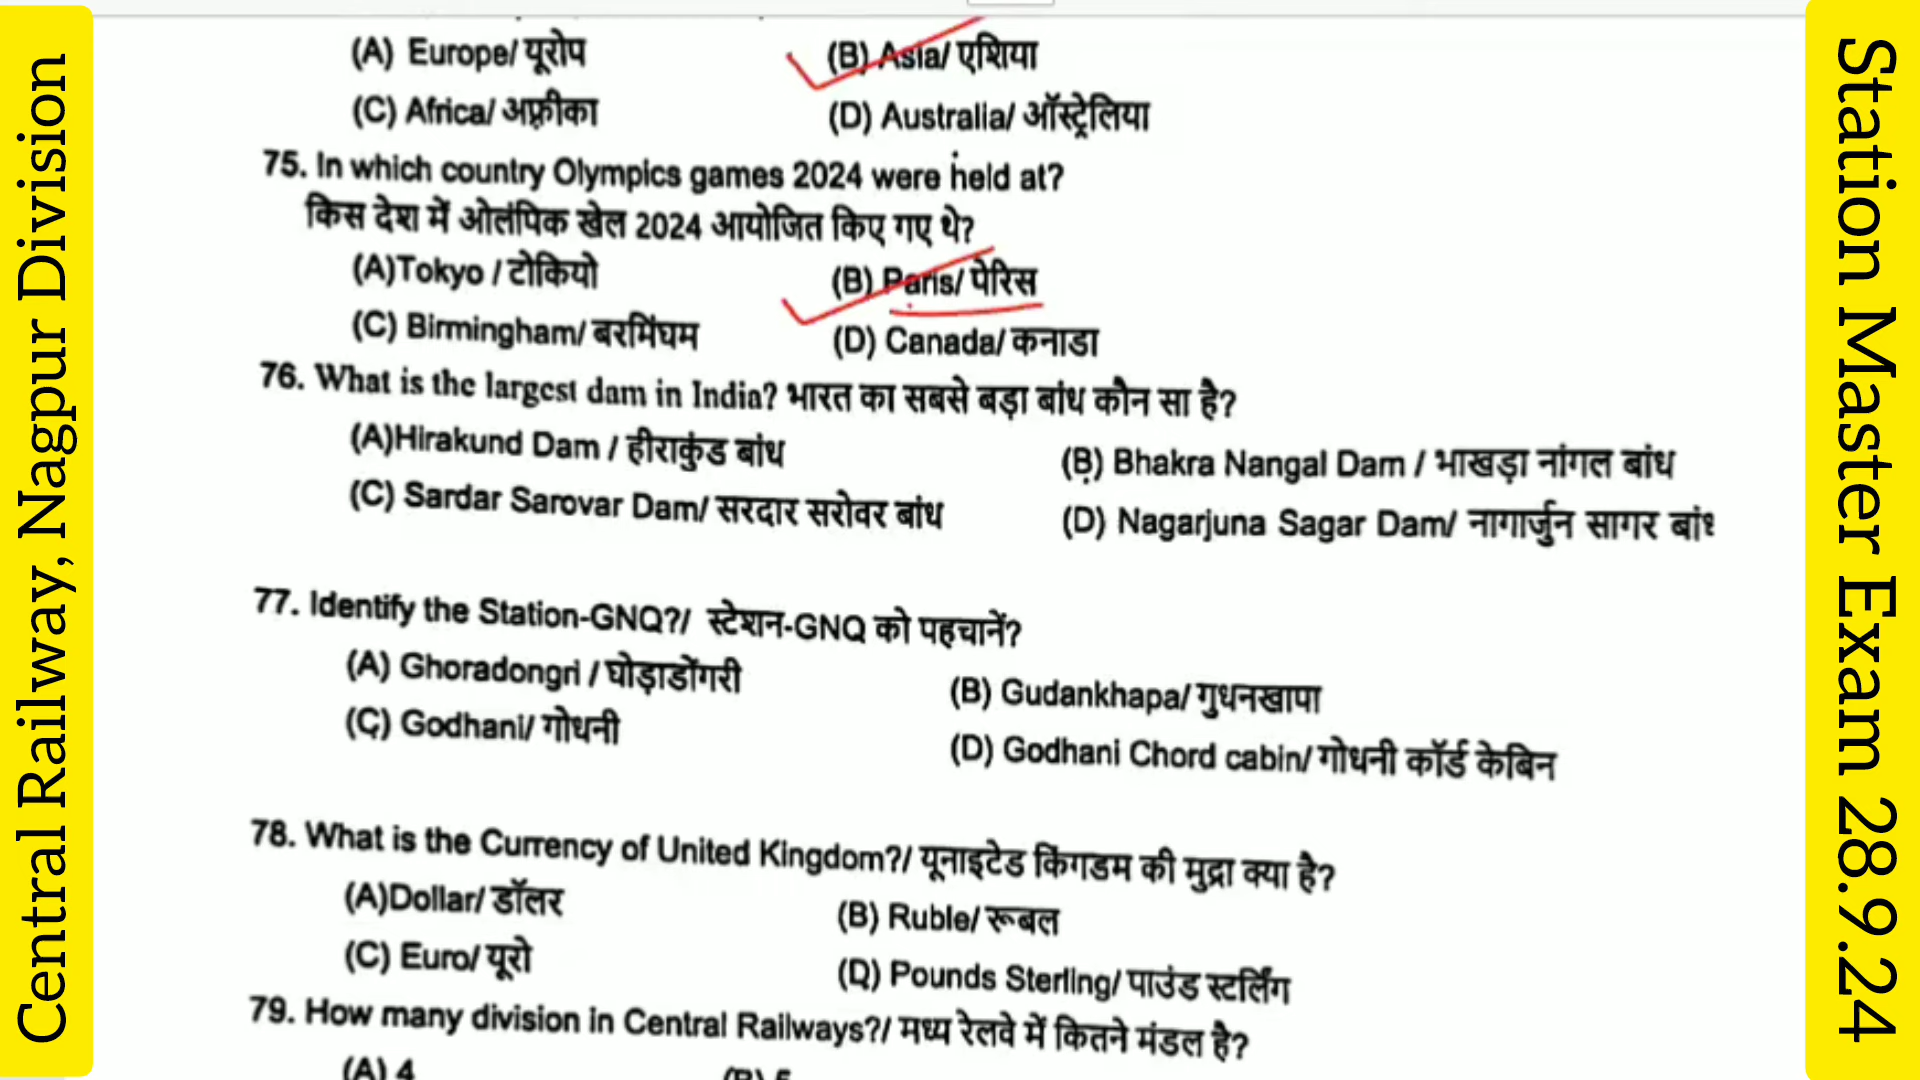 Central Railway, Nagpur Division
(A) Europe/ यूरोप
(B) Asia/ एशिया
(C) Africa/ अफ़्रीका
(D) Australia/ ऑस्ट्रेलिया
75. In which country Olympics games 2024 were held at?
किस देश में ओलंपिक खेल 2024 आयोजित किए गए थे?
(A)Tokyo / टोकियो
(B) Paris/ पेरिस
(C) Birmingham/ बरमिंघम
(D) Canada/ कनाडा
76. What is the largest dam in India? भारत का सबसे बड़ा बांध कौन सा है?
(A)Hirakund Dam / हीराकुंड बांध
(B) Bhakra Nangal Dam / भाखड़ा नांगल बांध
(C) Sardar Sarovar Dam/ सरदार सरोवर बांध
(D) Nagarjuna Sagar Dam/ नागार्जुन सागर बांध
77. Identify the Station-GNQ?/ स्टेशन-GNQ को पहचानें?
(A) Ghoradongri / घोड़ाडोंगरी
(B) Gudankhapa/ गुधनखापा
(C) Godhani/ गोधनी
(D) Godhani Chord cabin/ गोधनी कॉर्ड केबिन
78. What is the Currency of United Kingdom?/ यूनाइटेड किंगडम की मुद्रा क्या है?
(A)Dollar/ डॉलर
(B) Ruble/ रूबल
(C) Euro/ यूरो
(D) Pounds Sterling/ पाउंड स्टर्लिंग
79. How many division in Central Railways?/ मध्य रेलवे में कितने मंडल है?
(A) 4
(B) 5
Station Master Exam 28.9.24